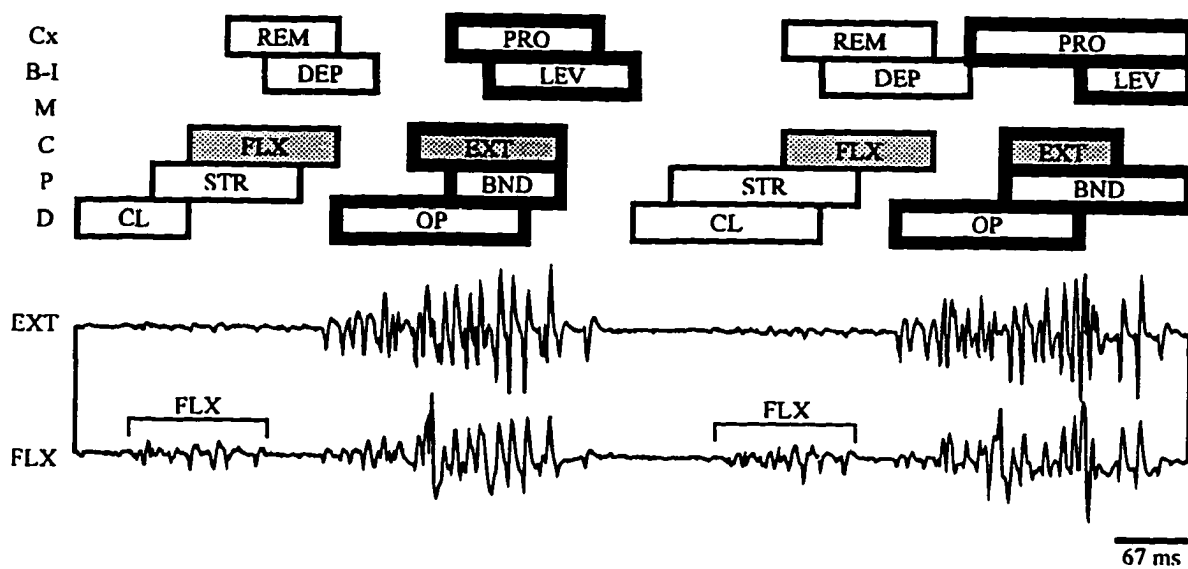 Cx REM PRO REM PRO
B-I DEP LEV DEP LEV
M
C FLX EXT FLX EXT
P STR BND STR BND
D CL OP CL OP
EXT
FLX FLX
FLX
67 ms